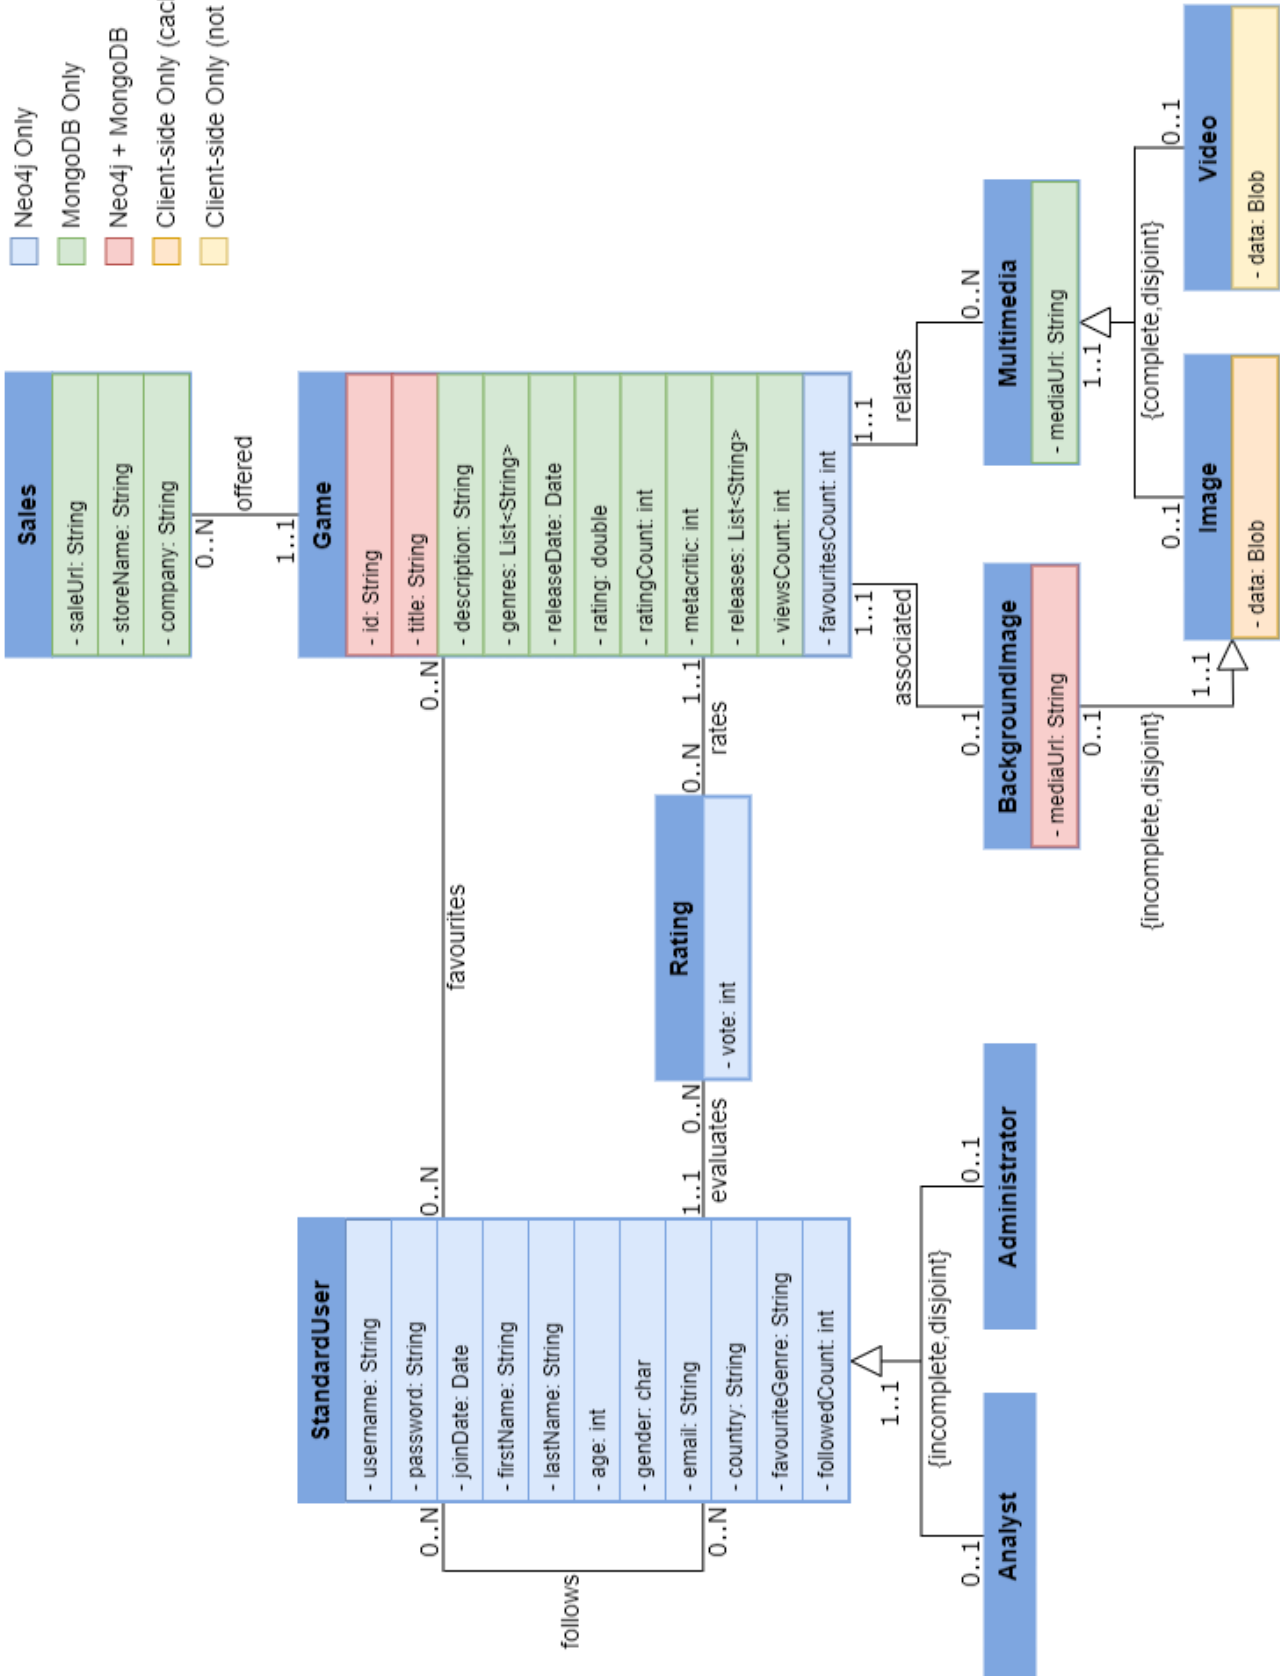 Neo4j Only
MongoDB Only
Neo4j + MongoDB
Client-side Only (cac
Client-side Only (not
Sales
- saleUrl: String
- storeName: String
- company: String
0..N
offered
1..1
StandardUser
- username: String
- password: String
- joinDate: Date
- firstName: String
- lastName: String
- age: int
- gender: char
- email: String
- country: String
- favouriteGenre: String
- followedCount: int
follows
0..N
0..N
0..N
favourites
0..N
1..1
evaluates
0..N
Rating
- vote: int
0..N
rates
1..1
Game
- id: String
- title: String
- description: String
- genres: List<String>
- releaseDate: Date
- rating: double
- ratingCount: int
- metacritic: int
- releases: List<String>
- viewsCount: int
- favouritesCount: int
1..1
{incomplete,disjoint}
0..1
0..1
Analyst
Administrator
1..1
associated
0..1
1..1
relates
0..N
BackgroundImage
- mediaUrl: String
0..1
{incomplete,disjoint}
1..1
Multimedia
- mediaUrl: String
1..1
{complete,disjoint}
0..1
0..1
Image
- data: Blob
Video
- data: Blob